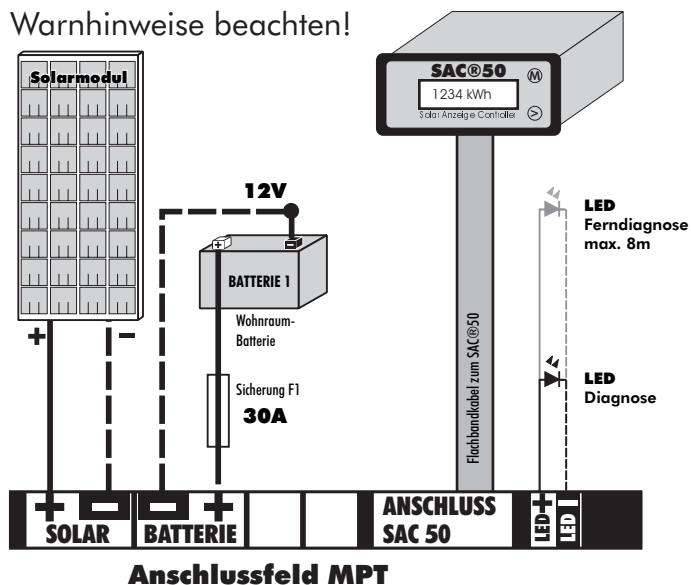 Warnhinweise beachten!
Solarmodul
SAC®50
M
1234 kWh
Solar Anzeige Controller
>
12V
+
-
BATTERIE 1
Wohnraum-
Batterie
Sicherung F1
30A
+
–
Flachbandkabel zum SAC®50
LED
Ferndiagnose
max. 8m
LED
Diagnose
+
-
-
+
SOLAR
BATTERIE
ANSCHLUSS
SAC 50
LED+
LED-
Anschlussfeld MPT